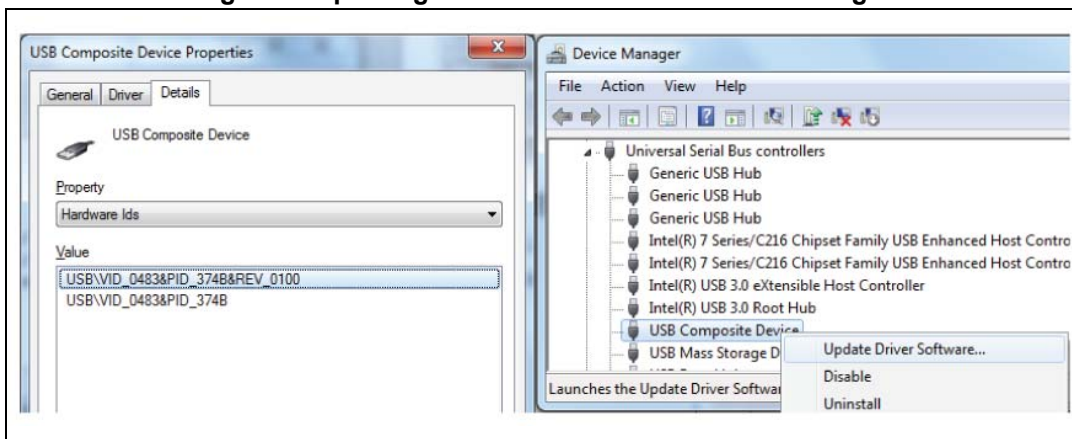 USB Composite Device Properties
General Driver Details
USB Composite Device
Property
Hardware Ids
Value
USB\VID_0483&PID_374B&REV_0100
USB\VID_0483&PID_374B
Device Manager
File Action View Help
Universal Serial Bus controllers
Generic USB Hub
Generic USB Hub
Generic USB Hub
Intel(R) 7 Series/C216 Chipset Family USB Enhanced Host Contro
Intel(R) 7 Series/C216 Chipset Family USB Enhanced Host Contro
Intel(R) USB 3.0 eXtensible Host Controller
Intel(R) USB 3.0 Root Hub
USB Composite Device
USB Mass Storage D
Launches the Update Driver Softwar
Update Driver Software...
Disable
Uninstall